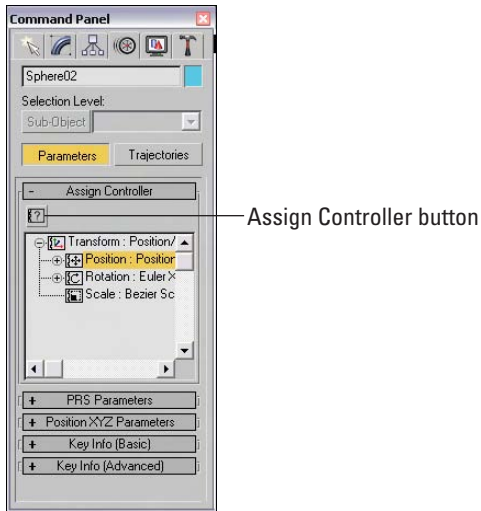 Command Panel
Sphere02
Selection Level:
Sub-Object
Parameters Trajectories
- Assign Controller
Assign Controller button
Transform : Position/
Position : Position
Rotation : Euler X
Scale : Bezier Sc
+ PRS Parameters
+ Position XYZ Parameters
+ Key Info (Basic)
+ Key Info (Advanced)